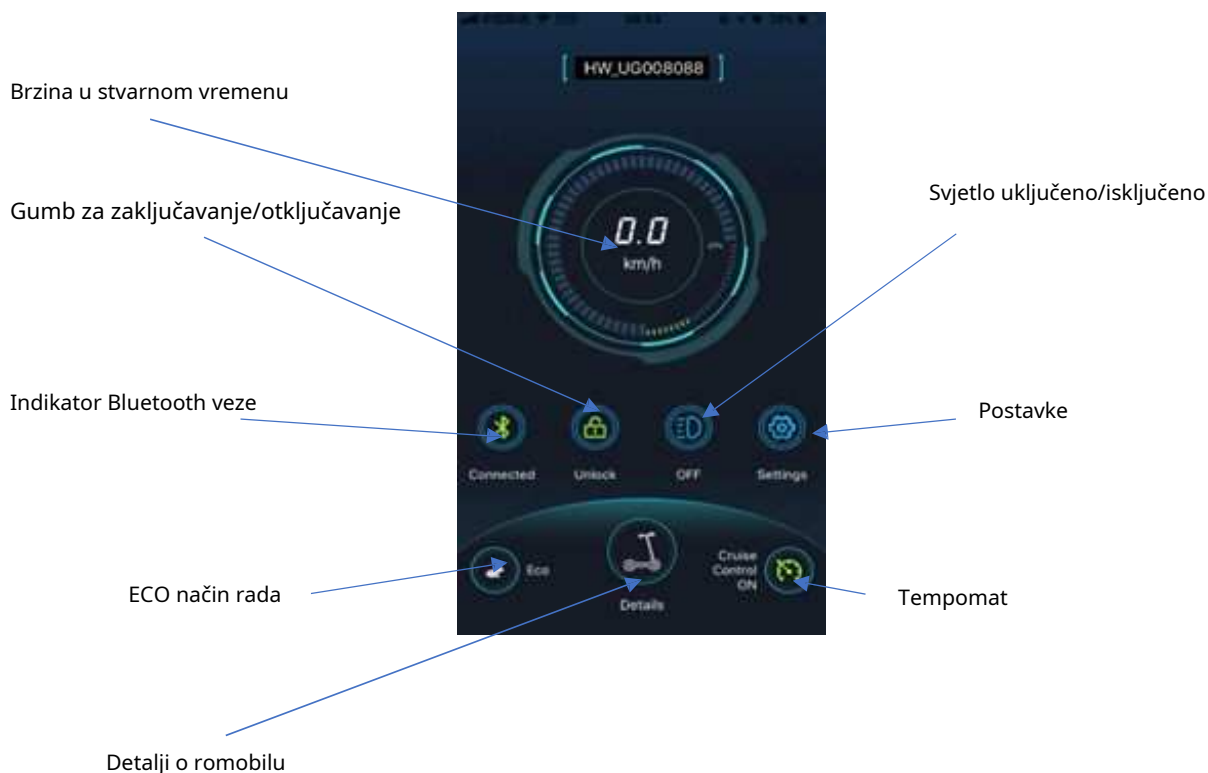 HW_UG008088
Brzina u stvarnom vremenu
Svjetlo uključeno/isključeno
Gumb za zaključavanje/otključavanje
0.0
km/h
Indikator Bluetooth veze
Postavke
Connected
Unlock
OFF
Settings
Eco
Cruise
Control
ON
Details
ECO način rada
Tempomat
Detalji o romobilu